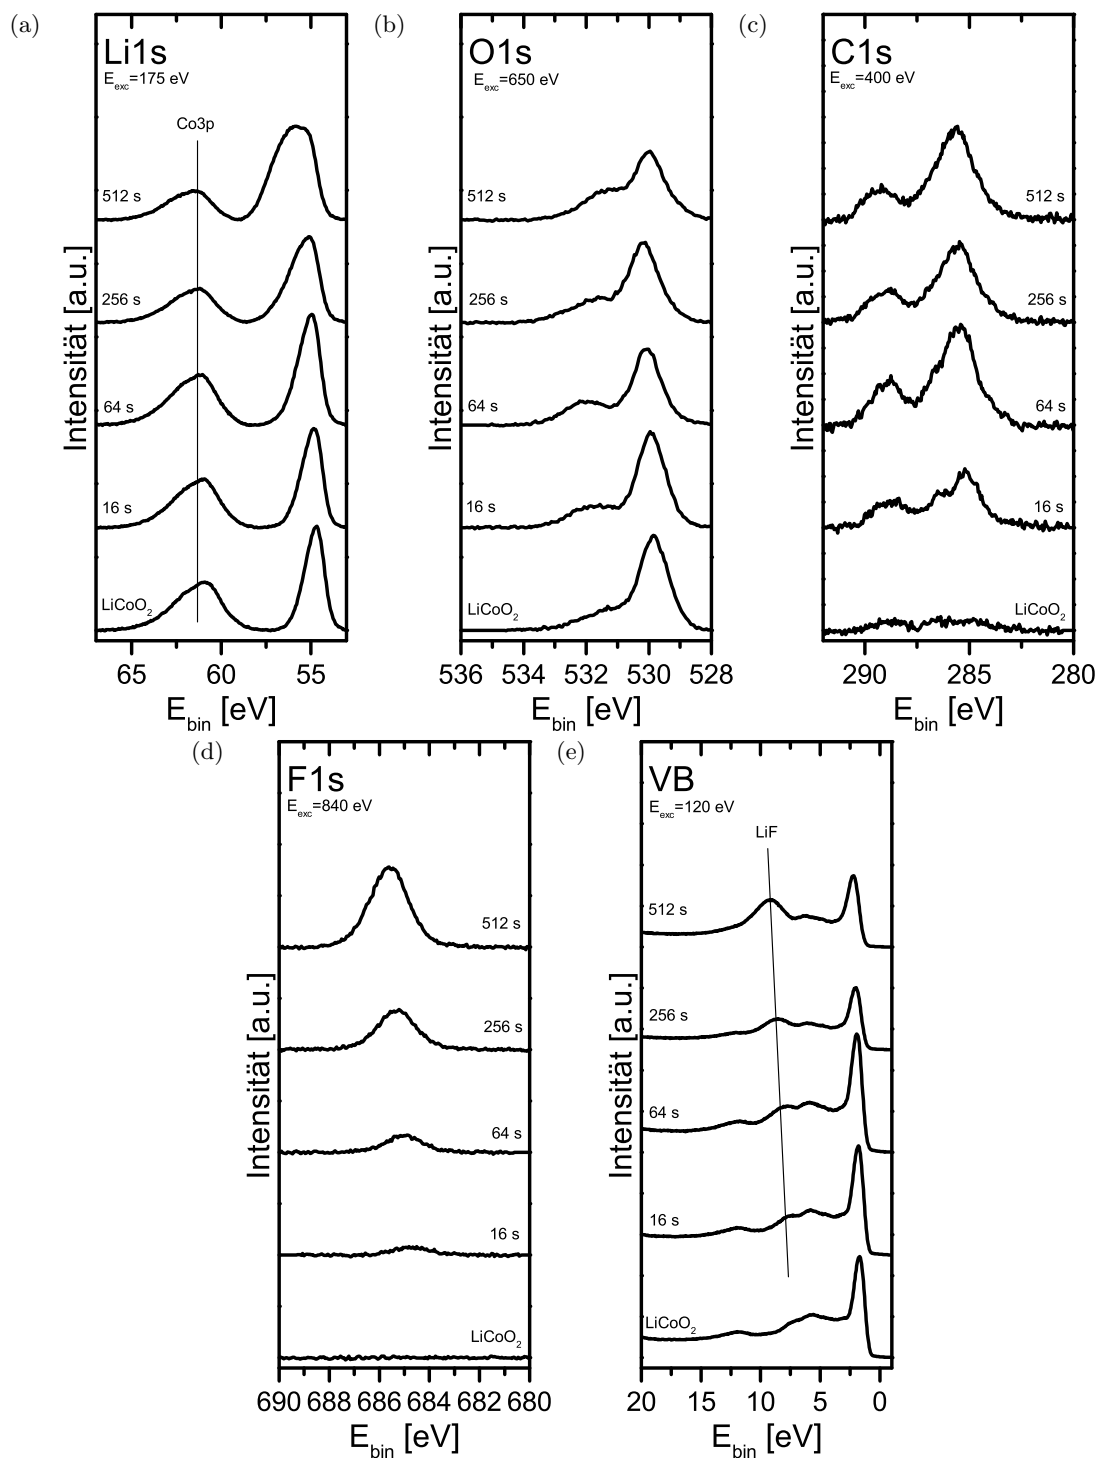 (a)
Li1s
E_exc=175 eV
Co3p
512 s
256 s
64 s
16 s
LiCoO₂
Intensität [a.u.]
65 60 55
E_bin [eV]
(b)
O1s
E_exc=650 eV
512 s
256 s
64 s
16 s
LiCoO₂
Intensität [a.u.]
536 534 532 530 528
E_bin [eV]
(c)
C1s
E_exc=400 eV
512 s
256 s
64 s
16 s
LiCoO₂
Intensität [a.u.]
290 285 280
E_bin [eV]
(d)
F1s
E_exc=840 eV
512 s
256 s
64 s
16 s
LiCoO₂
Intensität [a.u.]
690 688 686 684 682 680
E_bin [eV]
(e)
VB
E_exc=120 eV
LiF
512 s
256 s
64 s
16 s
LiCoO₂
Intensität [a.u.]
20 15 10 5 0
E_bin [eV]